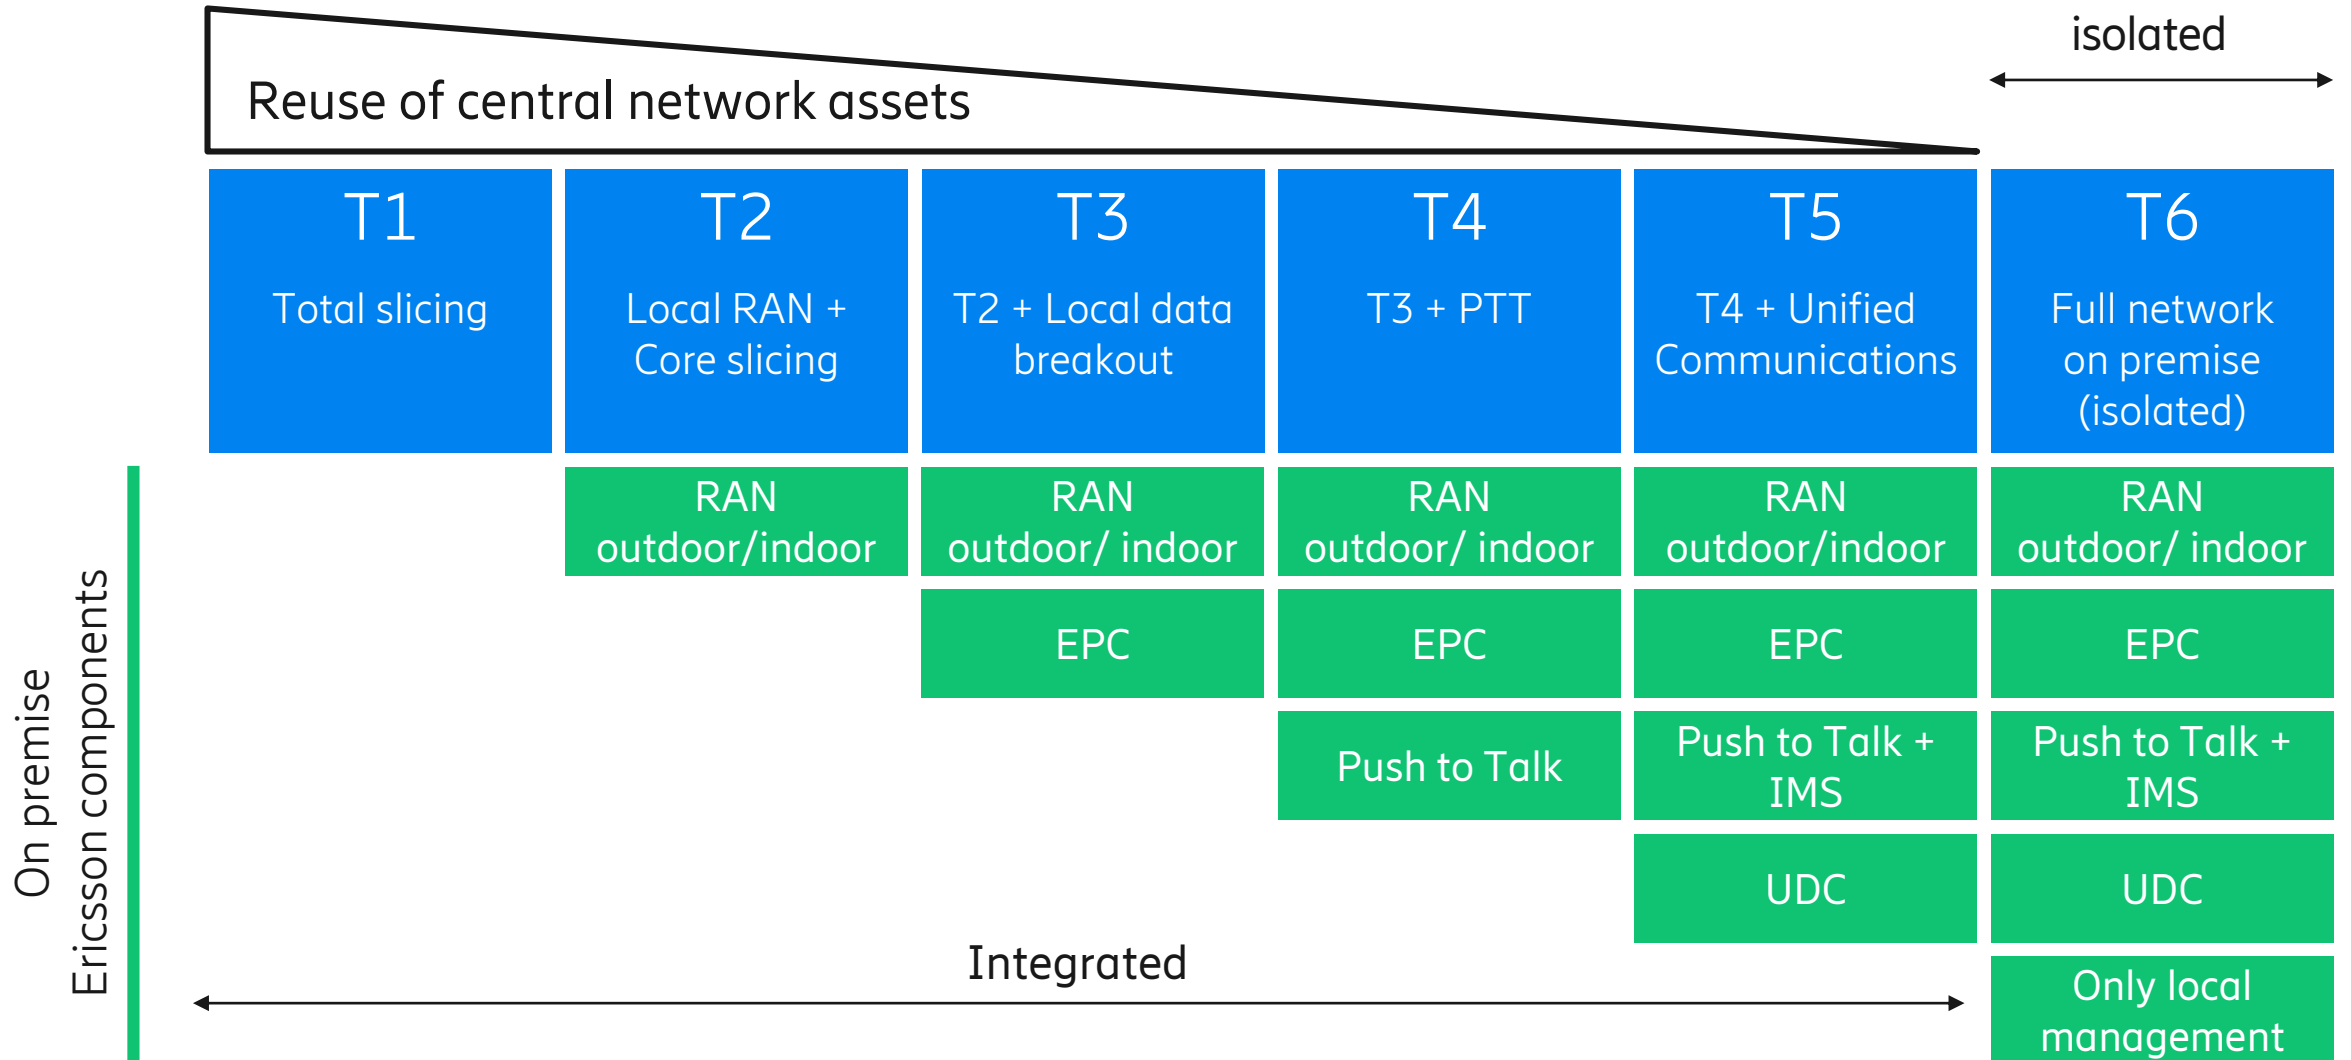 isolated
Reuse of central network assets
T1
Total slicing
T2
Local RAN +
Core slicing
T3
T2 + Local data
breakout
T4
T3 + PTT
T5
T4 + Unified
Communications
T6
Full network
on premise
(isolated)
On premise
Ericsson components
RAN
outdoor/indoor
RAN
outdoor/ indoor
RAN
outdoor/ indoor
RAN
outdoor/indoor
RAN
outdoor/ indoor
EPC
EPC
EPC
EPC
Push to Talk
Push to Talk +
IMS
Push to Talk +
IMS
UDC
UDC
Integrated
Only local
management